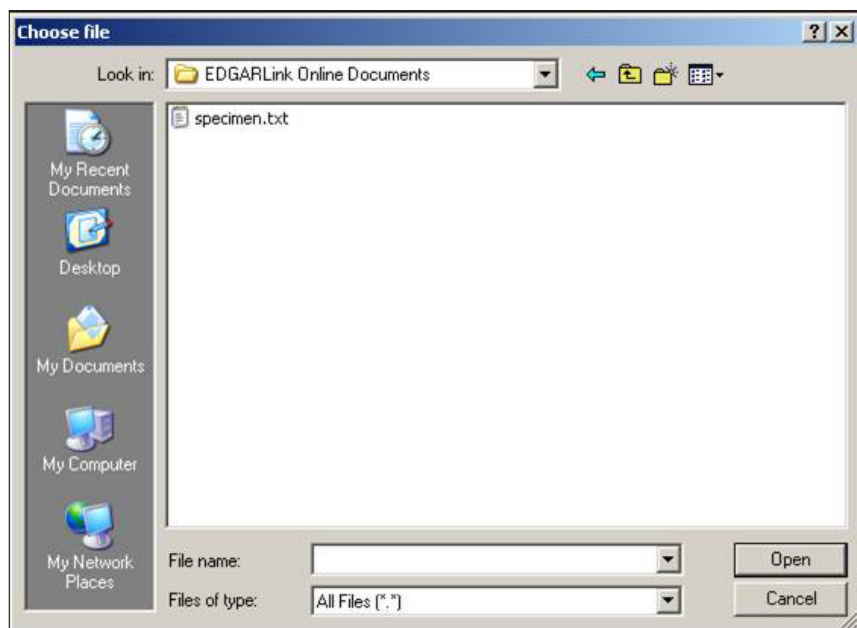 Choose file
Look in: EDGARLink Online Documents
specimen.txt
My Recent
Documents
Desktop
My Documents
My Computer
My Network
Places
File name:
Open
Files of type: All Files (*.*)
Cancel